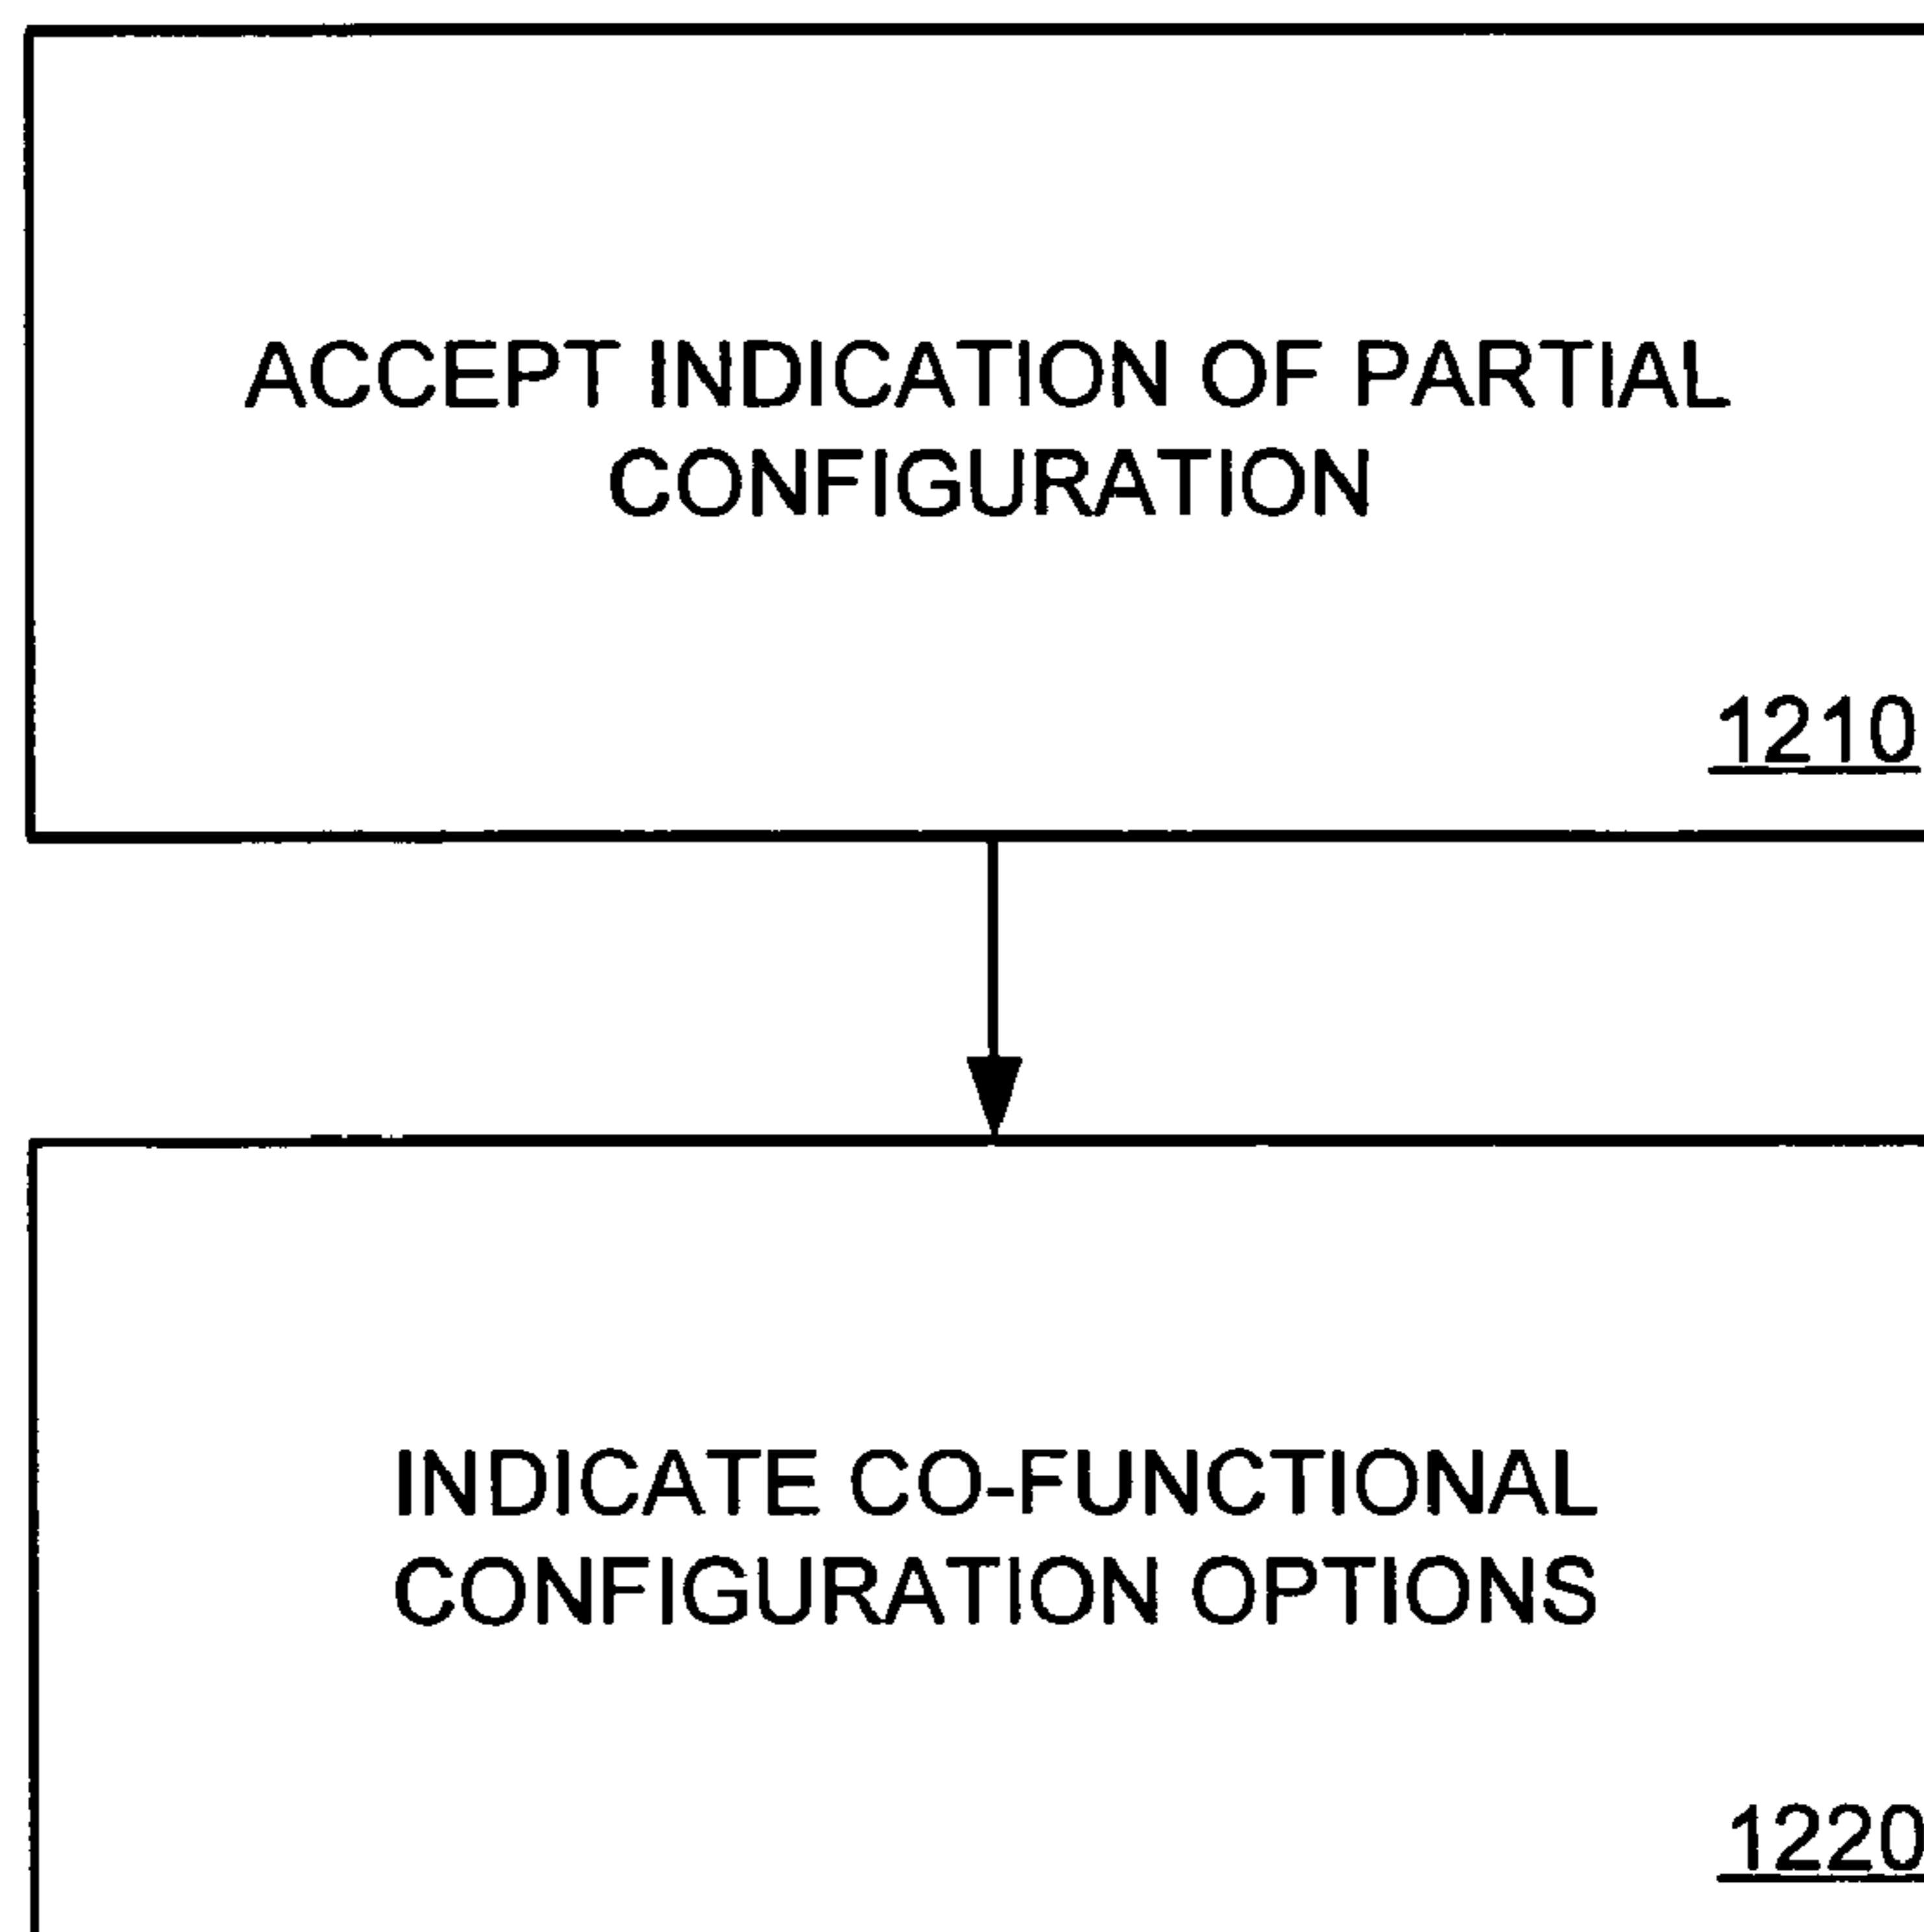 ACCEPT INDICATION OF PARTIAL
CONFIGURATION
1210
INDICATE CO-FUNCTIONAL
CONFIGURATION OPTIONS
1220